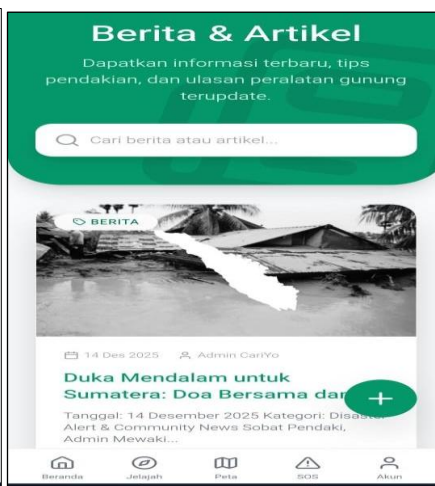 Berita & Artikel
Dapatkan informasi terbaru, tips
pendakian, dan ulasan peralatan gunung
terupdate.
Cari berita atau artikel...
BERITA
14 Des 2025 Admin CariYo
Duka Mendalam untuk
Sumatera: Doa Bersama dan
Tanggal: 14 Desember 2025 Kategori: Disaster
Alert & Community News Sobat Pendaki,
Admin Mewaki...
Beranda Jelajah Peta SOS Akun